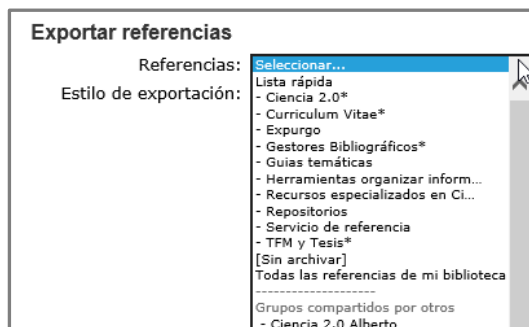 Exportar referencias
Referencias:
Seleccionar...
Lista rápida
Estilo de exportación:
- Ciencia 2.0*
- Curriculum Vitae*
- Expurgo
- Gestores Bibliográficos*
- Guias temáticas
- Herramientas organizar inform...
- Recursos especializados en Ci...
- Repositorios
- Servicio de referencia
- TFM y Tesis*
[Sin archivar]
Todas las referencias de mi biblioteca
-------------------
Grupos compartidos por otros
- Ciencia 2.0 Alberto